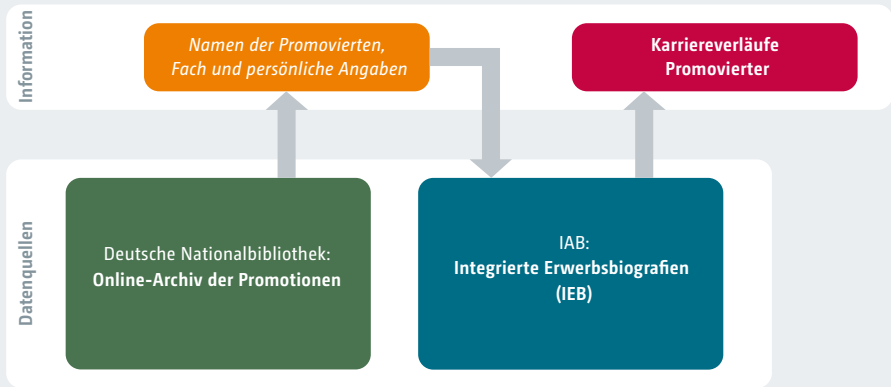 Information
Namen der Promovierten,
Fach und persönliche Angaben
Karriereverläufe
Promovierter
Datenquellen
Deutsche Nationalbibliothek:
Online-Archiv der Promotionen
IAB:
Integrierte Erwerbsbiografien
(IEB)